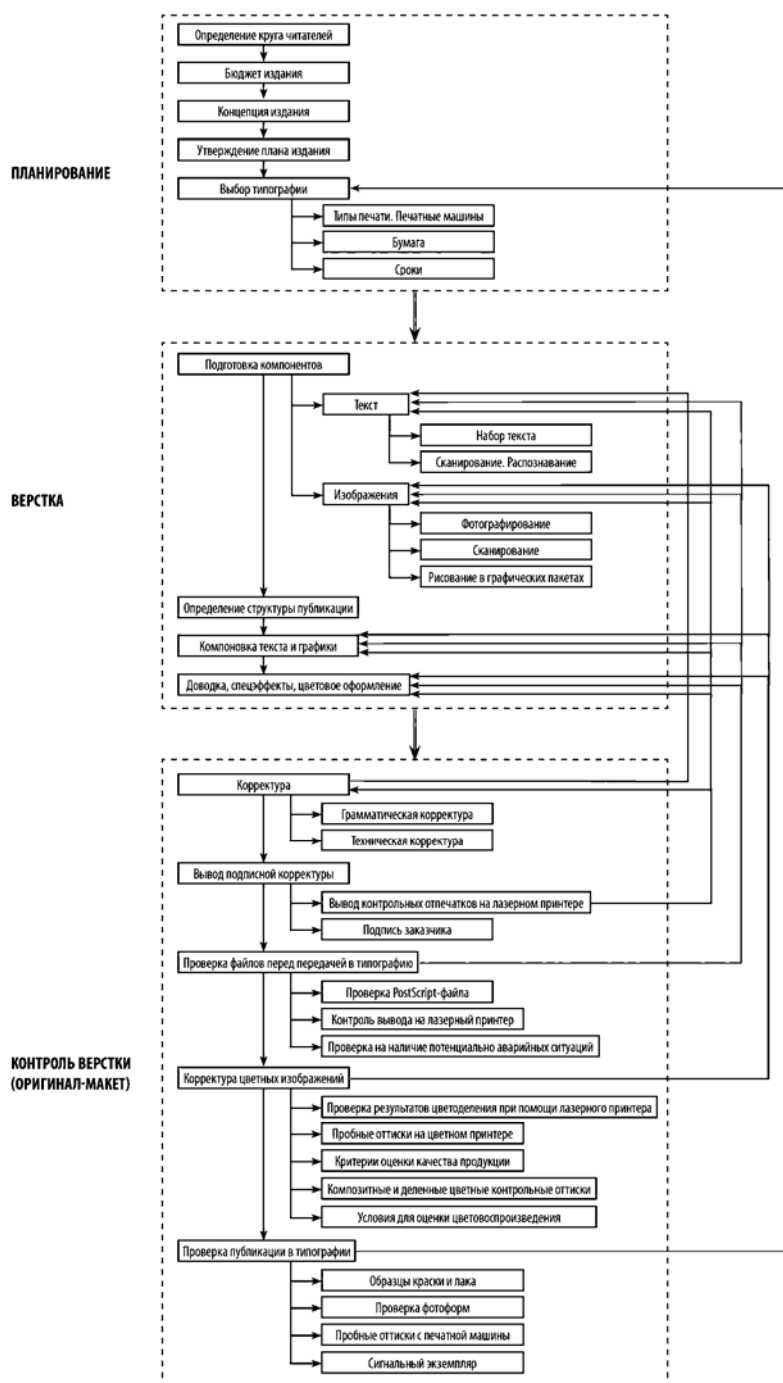 Определение круга читателей
Бюджет издания
Концепция издания
Утверждение плана издания
ПЛАНИРОВАНИЕ
Выбор типографии
Типы печати. Печатные машины
Бумага
Сроки
Подготовка компонентов
Текст
Набор текста
Сканирование. Распознавание
ВЕРСТКА
Изображения
Фотографирование
Сканирование
Рисование в графических пакетах
Определение структуры публикации
Компоновка текста и графики
Доводка, спецэффекты, цветовое оформление
Корректура
Грамматическая корректура
Техническая корректура
Вывод подписной корректуры
Вывод контрольных отпечатков на лазерном принтере
Подпись заказчика
Проверка файлов перед передачей в типографию
Проверка PostScript-файла
Контроль вывода на лазерный принтер
Проверка на наличие потенциально аварийных ситуаций
КОНТРОЛЬ ВЕРСТКИ
(ОРИГИНАЛ-МАКЕТ)
Корректура цветных изображений
Проверка результатов цветоделения при помощи лазерного принтера
Пробные оттиски на цветном принтере
Критерии оценки качества продукции
Композитные и деленные цветные контрольные оттиски
Условия для оценки цветовоспроизведения
Проверка публикации в типографии
Образцы краски и лака
Проверка фотоформ
Пробные оттиски с печатной машины
Сигнальный экземпляр